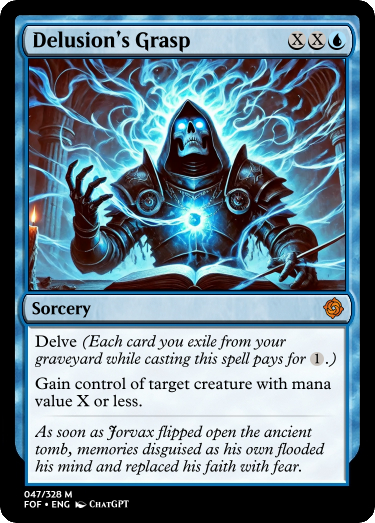 Delusion's Grasp XXU
Sorcery
Delve (Each card you exile from your
graveyard while casting this spell pays for 1.)
Gain control of target creature with mana
value X or less.
As soon as Jorvax flipped open the ancient
tomb, memories disguised as his own flooded
his mind and replaced his faith with fear.
047/328 M
FOF • ENG ChatGPT